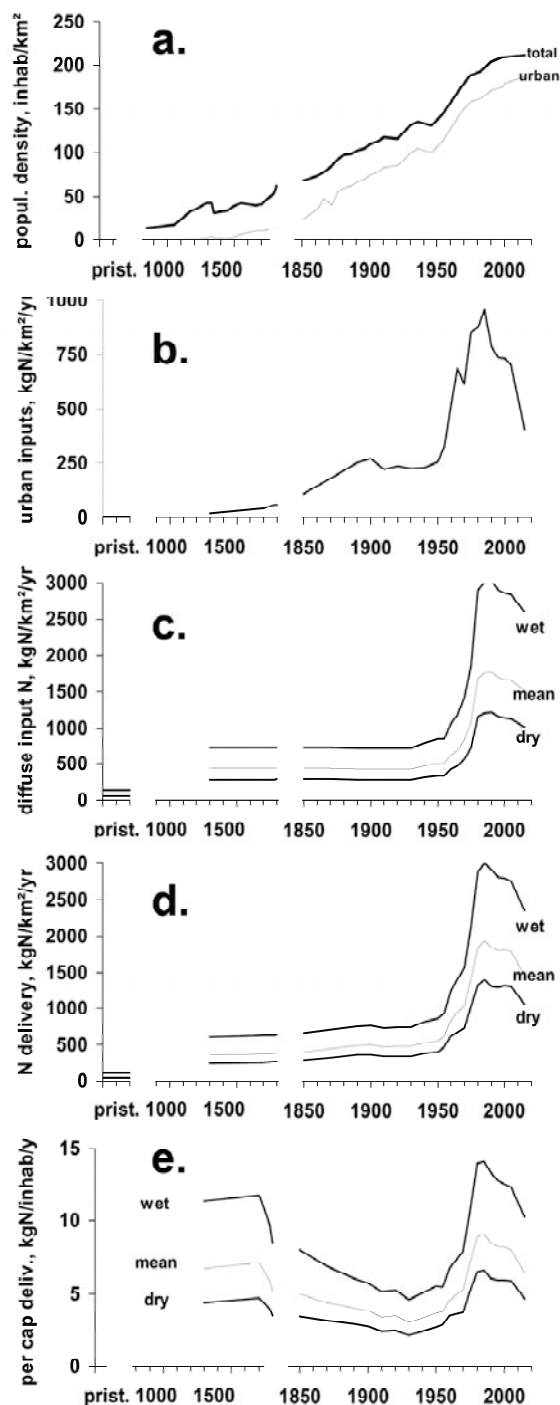 a.
popul. density, inhab/km²
250
200
150
100
50
0
total
urban
prist. 1000 1500 1850 1900 1950 2000
b.
urban inputs, kgN/km²/yr
1000
750
500
250
0
prist. 1000 1500 1850 1900 1950 2000
c.
diffuse input N, kgN/km²/yr
3000
2500
2000
1500
1000
500
0
wet
mean
dry
prist. 1000 1500 1850 1900 1950 2000
d.
N delivery, kgN/km²/yr
3000
2500
2000
1500
1000
500
0
wet
mean
dry
prist. 1000 1500 1850 1900 1950 2000
e.
per cap deliv., kgN/inhab/y
15
10
5
0
wet
mean
dry
prist. 1000 1500 1850 1900 1950 2000